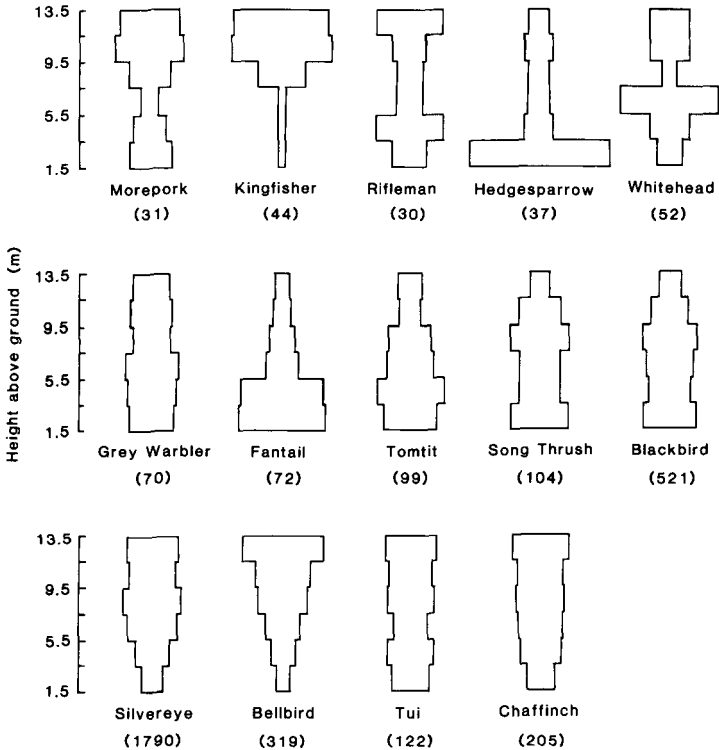 13.5
9.5
5.5
1.5
Morepork Kingfisher Rifleman Hedgesparrow Whitehead
(31) (44) (30) (37) (52)
Height above ground (m)
13.5
9.5
5.5
1.5
Grey Warbler Fantail Tomtit Song Thrush Blackbird
(70) (72) (99) (104) (521)
13.5
9.5
5.5
1.5
Silvereye Bellbird Tui Chaffinch
(1790) (319) (122) (205)